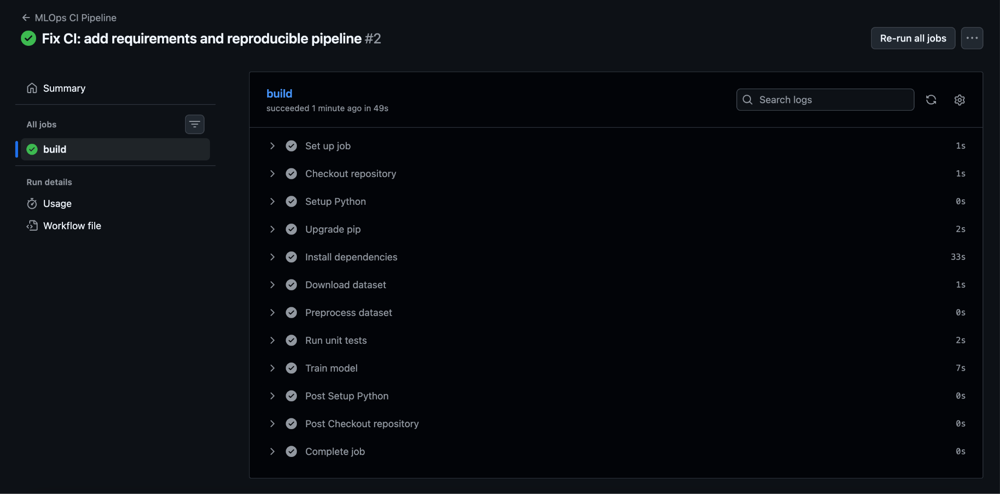 MLOps CI Pipeline
Fix CI: add requirements and reproducible pipeline #2
Re-run all jobs
Summary
All jobs
build
Run details
Usage
Workflow file
build
succeeded 1 minute ago in 49s
Search logs
Set up job 1s
Checkout repository 1s
Setup Python 0s
Upgrade pip 2s
Install dependencies 33s
Download dataset 1s
Preprocess dataset 0s
Run unit tests 2s
Train model 7s
Post Setup Python 0s
Post Checkout repository 0s
Complete job 0s